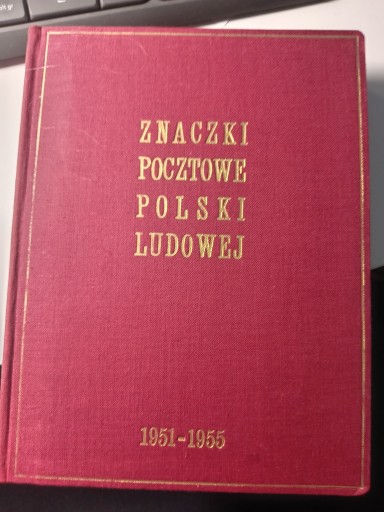 ZNACZKI
POCZTOWE
POLSKI
LUDOWEJ
1951-1955